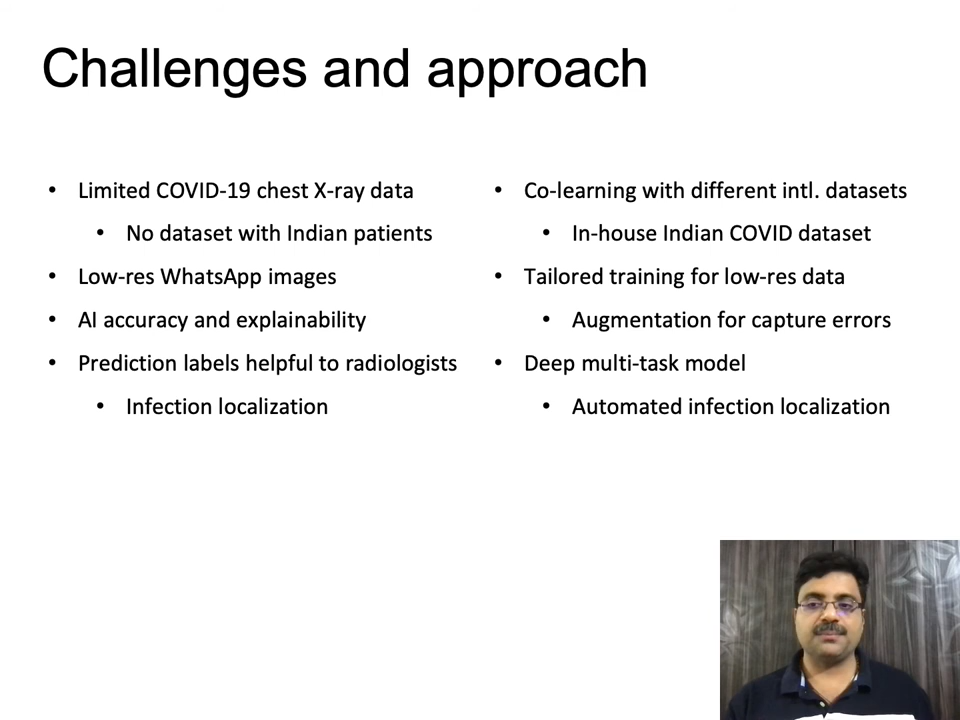 Challenges and approach
• Limited COVID-19 chest X-ray data
• No dataset with Indian patients
• Low-res WhatsApp images
• AI accuracy and explainability
• Prediction labels helpful to radiologists
• Infection localization
• Co-learning with different intl. datasets
• In-house Indian COVID dataset
• Tailored training for low-res data
• Augmentation for capture errors
• Deep multi-task model
• Automated infection localization